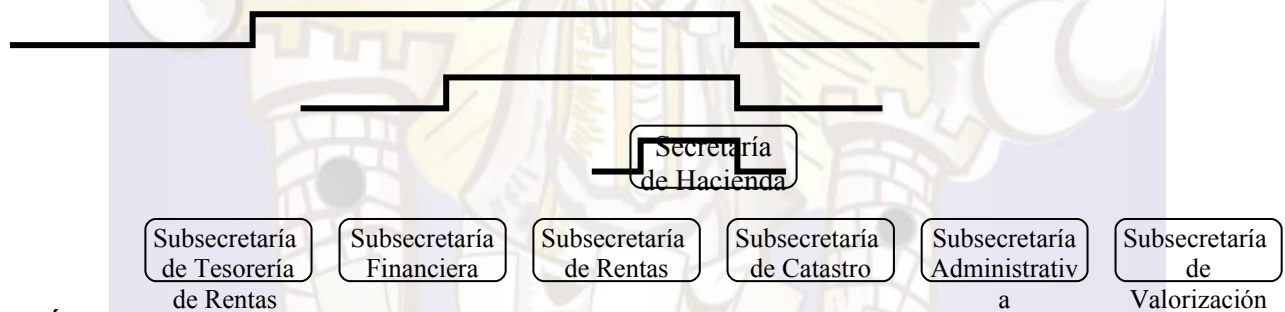 Secretaría
de Hacienda
Subsecretaría
de Tesorería
de Rentas
Subsecretaría
Financiera
Subsecretaría
de Rentas
Subsecretaría
de Catastro
Subsecretaría
Administrativ
a
Subsecretaría
de
Valorización